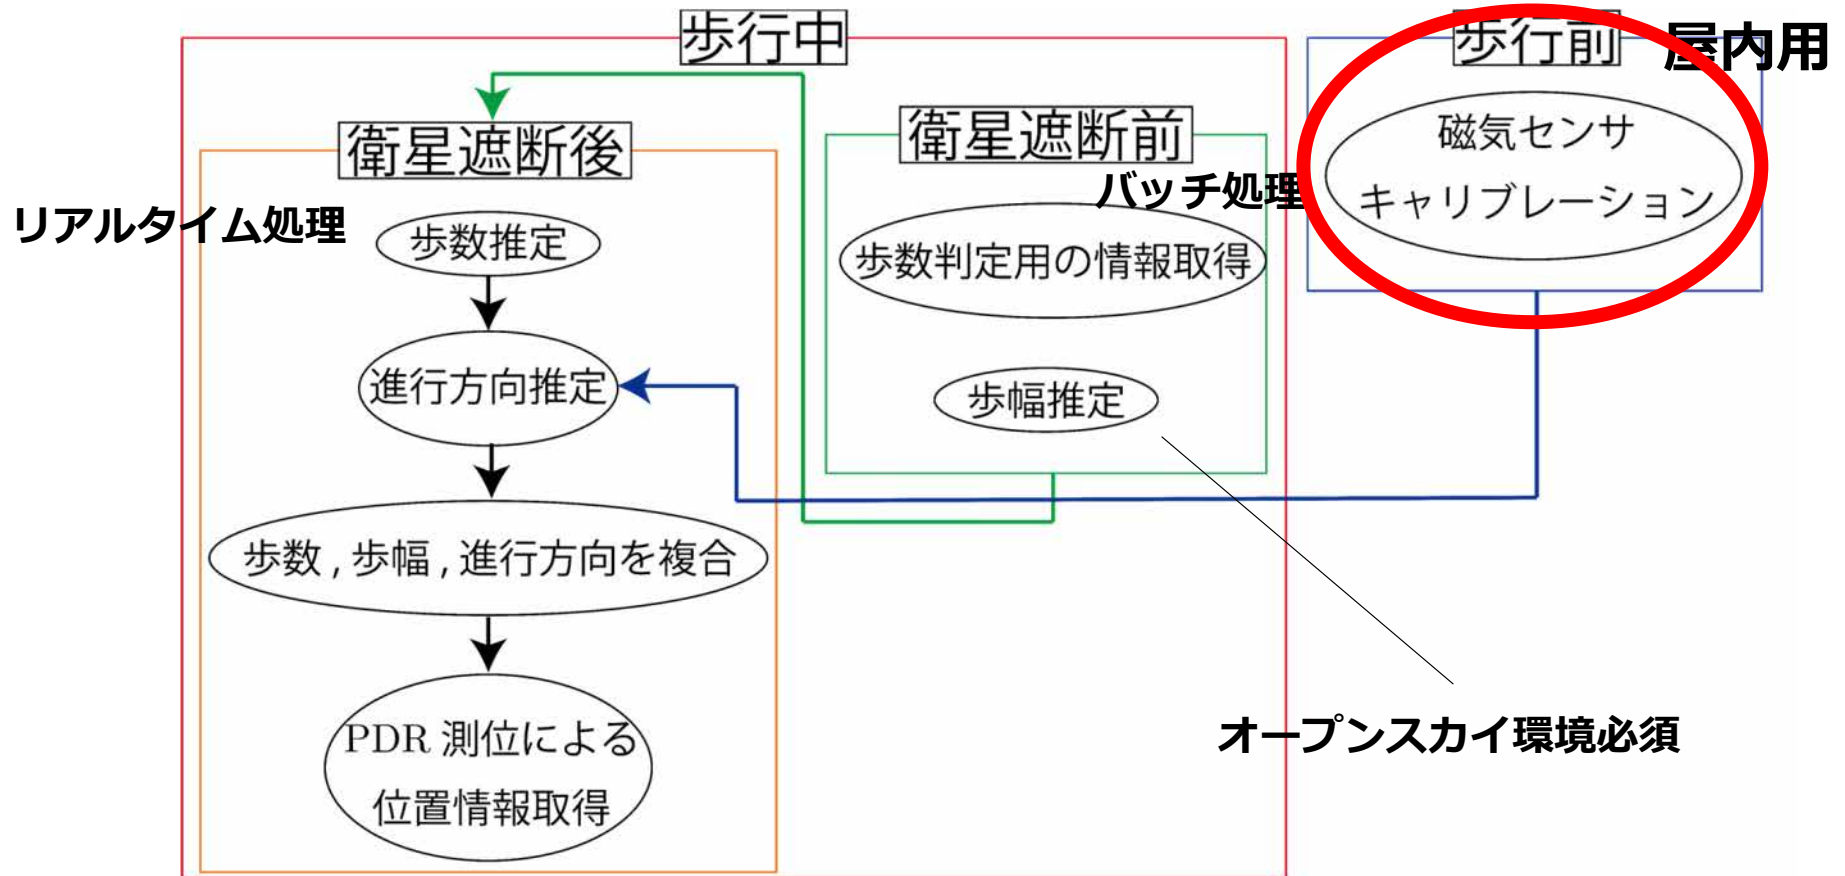 歩行中
歩行前
屋内用
衛星遮断後
衛星遮断前
磁気センサ
キャリブレーション
バッチ処理
リアルタイム処理
歩数推定
歩数判定用の情報取得
進行方向推定
歩幅推定
歩数 , 歩幅 , 進行方向を複合
PDR 測位による
位置情報取得
オープンスカイ環境必須